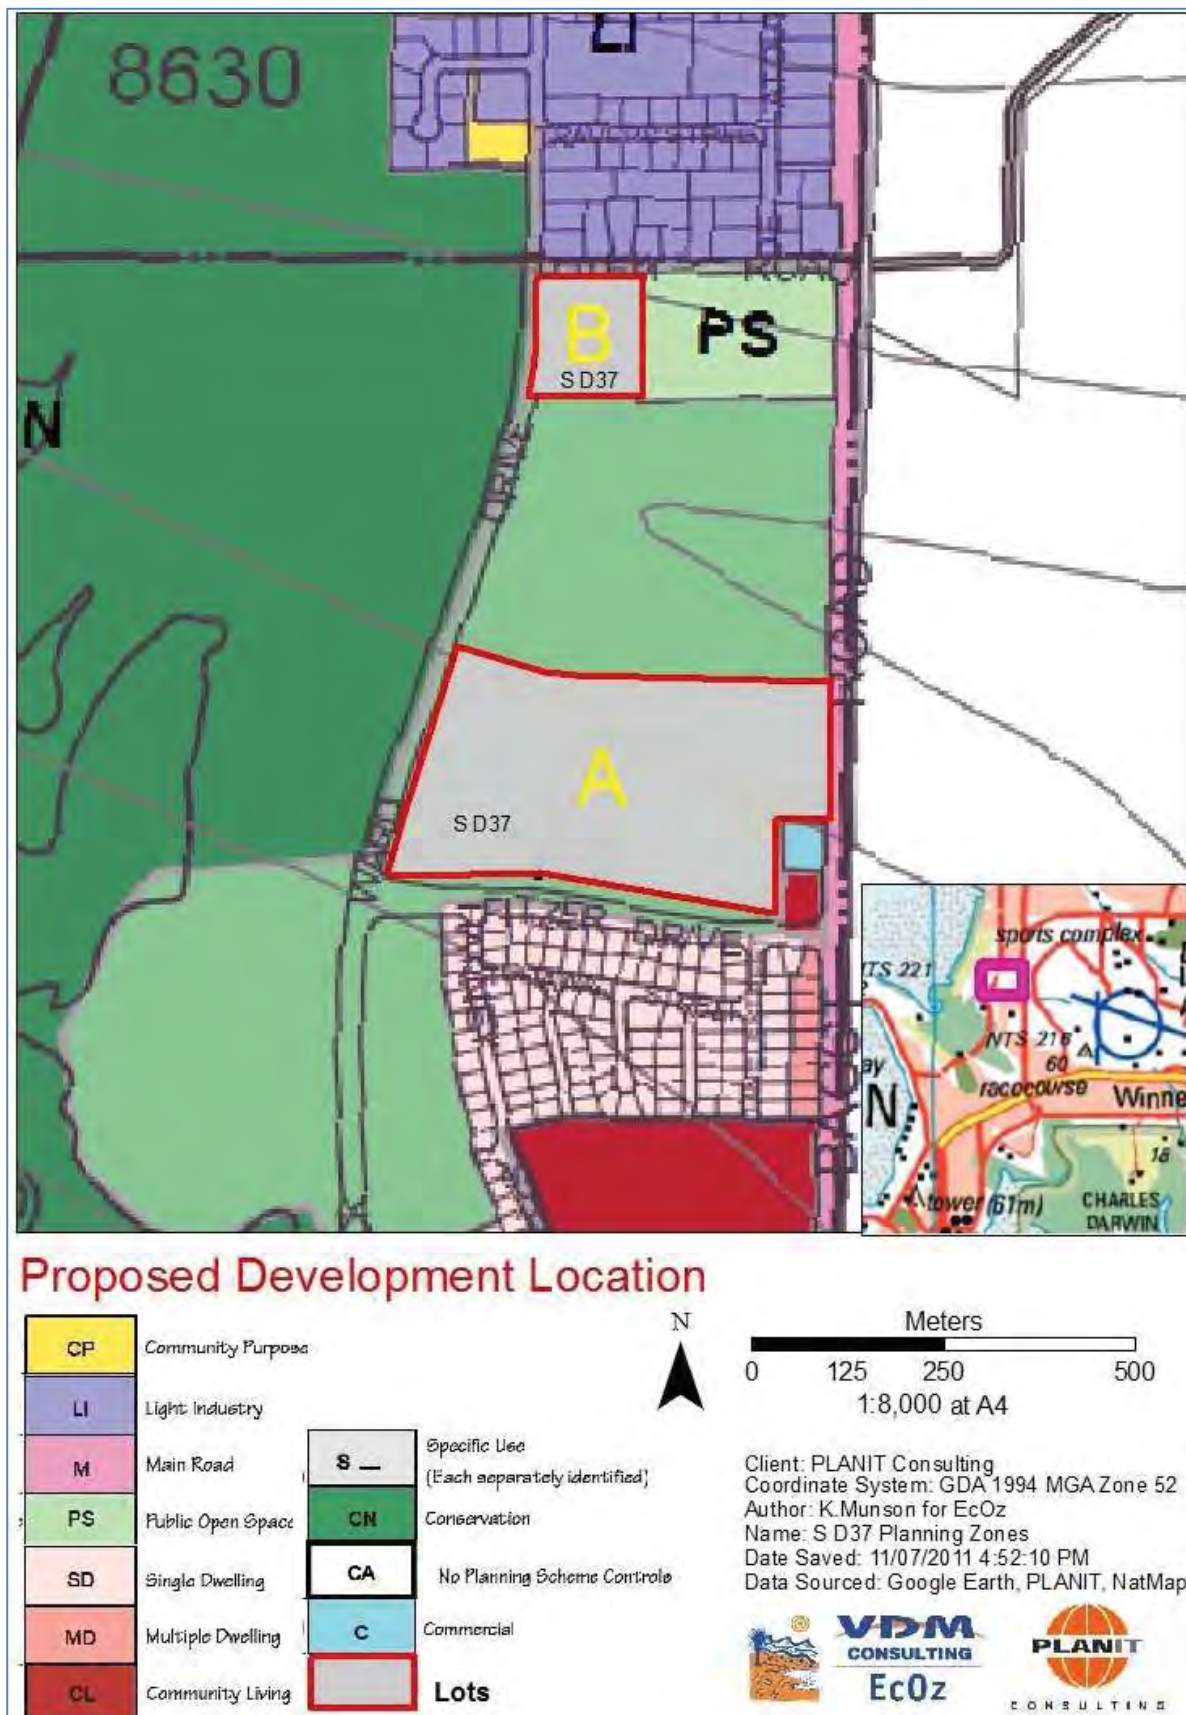 8630
ROAD
B
PS
S D37
N
DRIVE
A
S D37
FITZER DRIVE
sports complex
NTS 216
60
racecourse
N
Winne
18
tower (61m)
CHARLES
DARWIN
Proposed Development Location
CP Community Purpose
LI Light Industry
M Main Road
PS Public Open Space
SD Single Dwelling
MD Multiple Dwelling
CL Community Living
S __ Specific Use
(Each separately identified)
CN Conservation
CA No Planning Scheme Controls
C Commercial
Lots
N
Meters
0 125 250 500
1:8,000 at A4
Client: PLANIT Consulting
Coordinate System: GDA 1994 MGA Zone 52
Author: K.Munson for EcOz
Name: S D37 Planning Zones
Date Saved: 11/07/2011 4:52:10 PM
Data Sourced: Google Earth, PLANIT, NatMap
VDM
CONSULTING
EcOz
PLANIT
CONSULTING